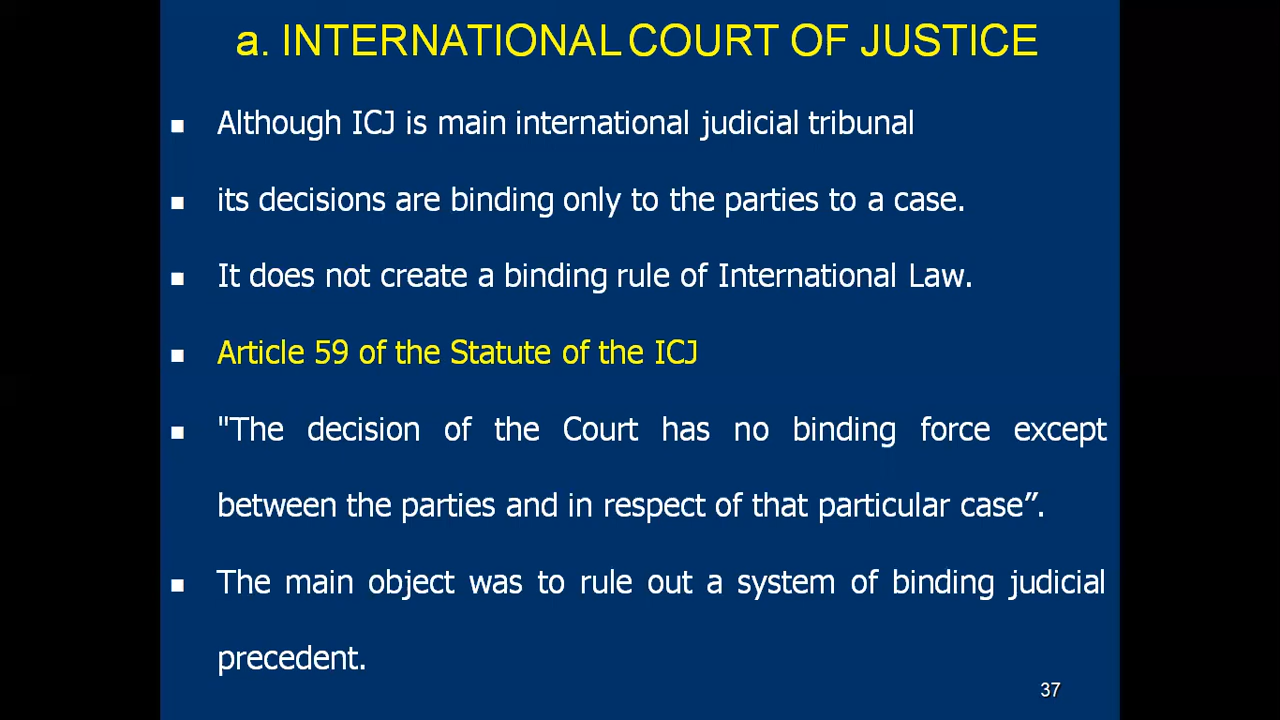 a. INTERNATIONAL COURT OF JUSTICE
Although ICJ is main international judicial tribunal
its decisions are binding only to the parties to a case.
It does not create a binding rule of International Law.
Article 59 of the Statute of the ICJ
"The decision of the Court has no binding force except
between the parties and in respect of that particular case”.
The main object was to rule out a system of binding judicial
precedent.
37